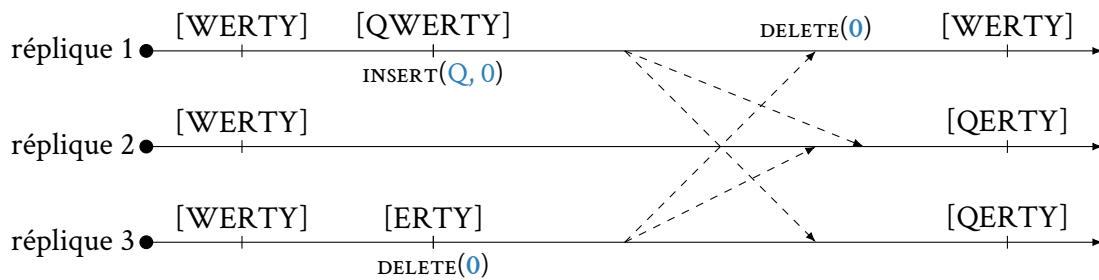 [WERTY] [QWERTY] DELETE(0) [WERTY]
réplique 1
INSERT(Q, 0)
[WERTY] [QERTY]
réplique 2
[WERTY] [ERTY] [QERTY]
réplique 3
DELETE(0)